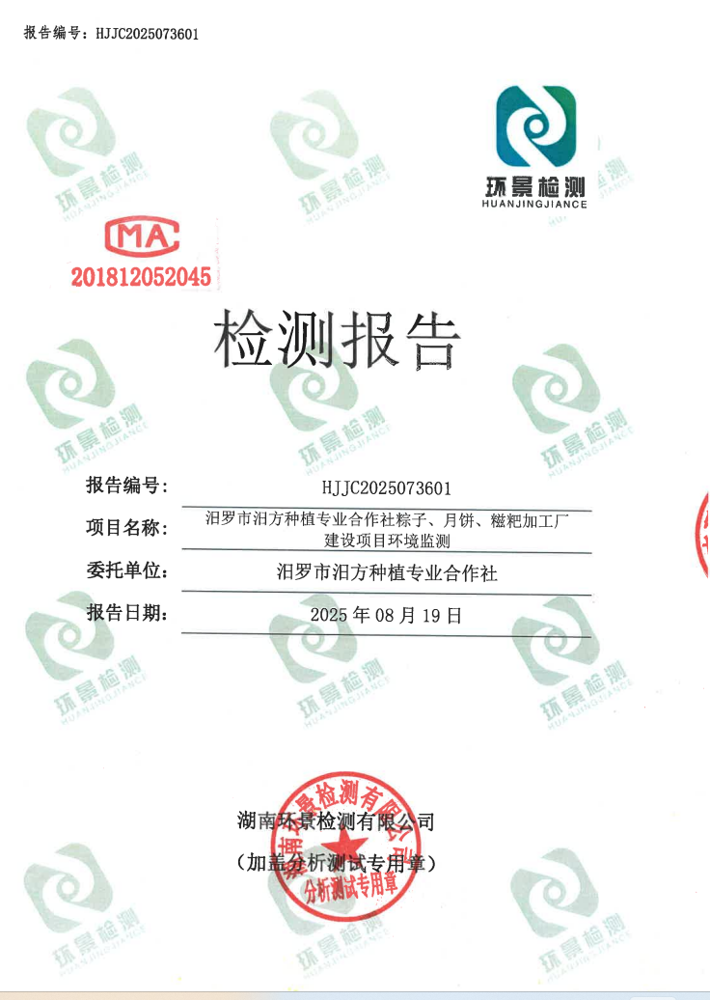 报告编号：HJJC2025073601
环景检测
HUANJINGJIANCE
MA
201812052045
检测报告
报告编号：
HJJC2025073601
项目名称：
汨罗市汨方种植专业合作社粽子、月饼、糍粑加工厂
建设项目环境监测
委托单位：
汨罗市汨方种植专业合作社
报告日期：
2025 年 08 月 19 日
湖南环景检测有限公司
（加盖分析测试专用章）
湖南环景检测有限公司
分析测试专用章